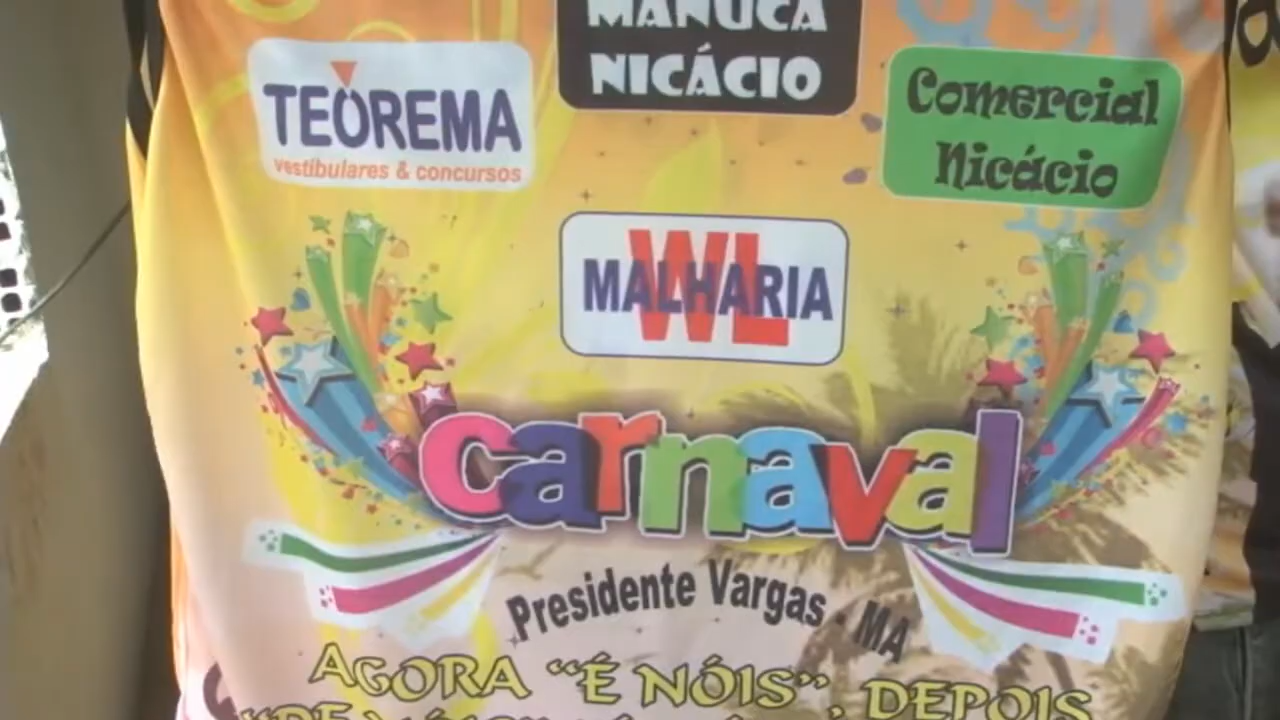 MANUCA
NICÁCIO
TEOREMA
vestibulares & concursos
Comercial
Nicácio
WL
MALHARIA
carnaval
Presidente Vargas - MA
AGORA "É NÓIS", DEPOIS